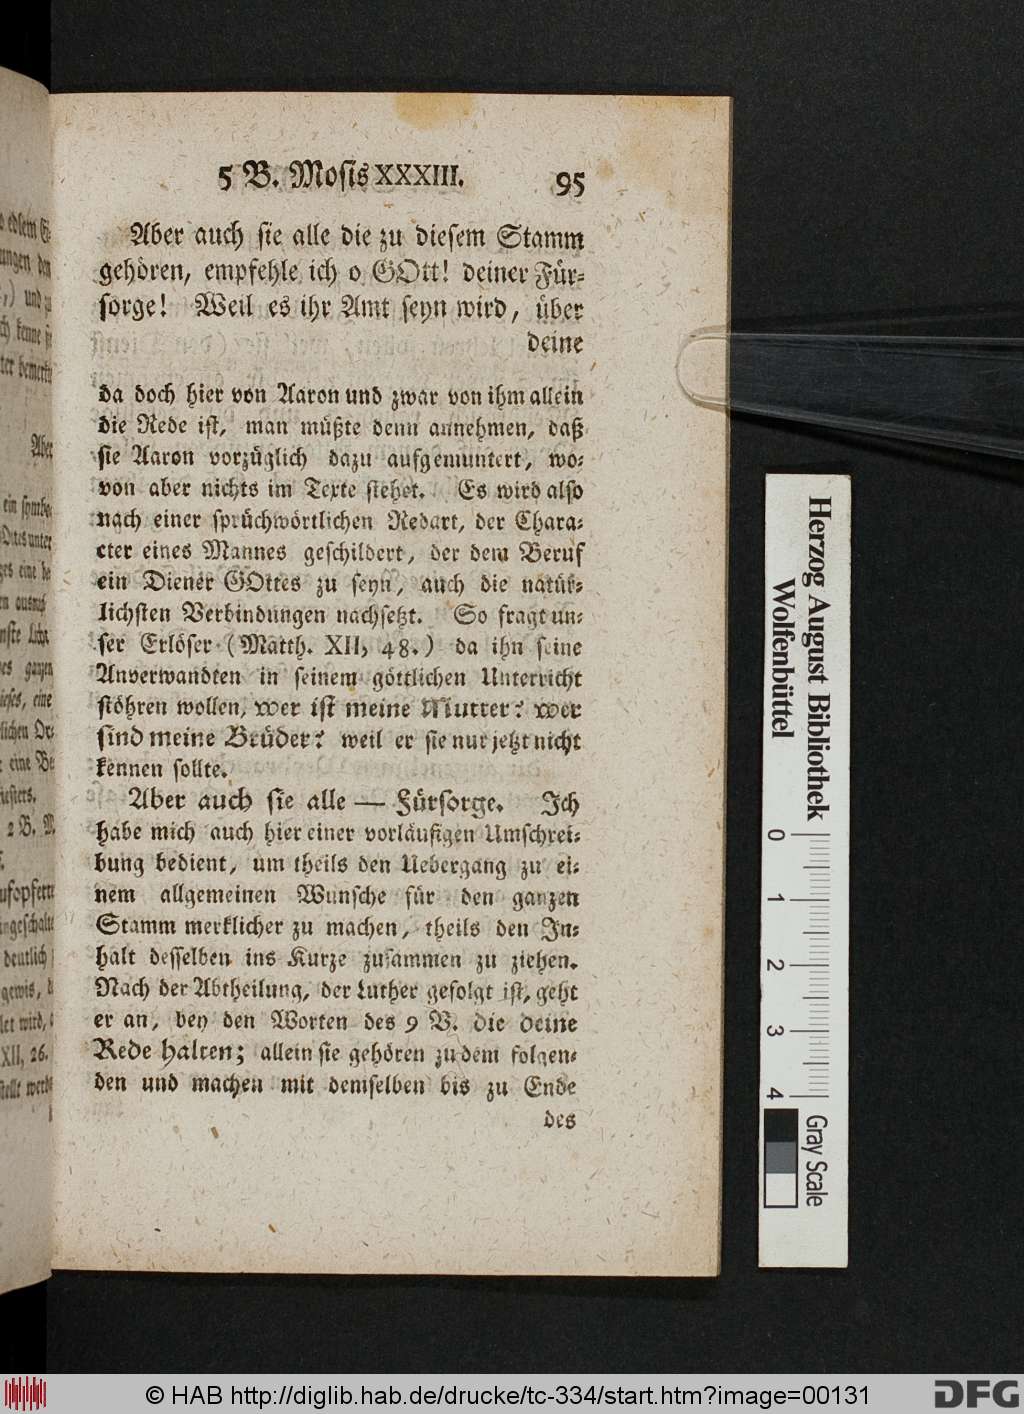 5 B. Mosis XXXIII. 95
Aber auch sie alle die zu diesem Stamm
gehören, empfehle ich o GOtt! deiner Für-
sorge! Weil es ihr Amt seyn wird, über
deine
da doch hier von Aaron und zwar von ihm allein
die Rede ist, man müßte denn annehmen, daß
sie Aaron vorzüglich dazu aufgemuntert, wo-
von aber nichts im Texte stehet. Es wird also
nach einer sprüchwörtlichen Redart, der Chara-
cter eines Mannes geschildert, der dem Beruf
ein Diener GOttes zu seyn, auch die natür-
lichsten Verbindungen nachsetzt. So fragt un-
ser Erlöser (Matth. XII, 48.) da ihn seine
Anverwandten in seinem göttlichen Unterricht
stöhren wollen, wer ist meine Mutter? wer
sind meine Brüder? weil er sie nur jetzt nicht
kennen sollte.
Aber auch sie alle — Fürsorge. Ich
habe mich auch hier einer vorläufigen Umschrei-
bung bedient, um theils den Uebergang zu ei-
nem allgemeinen Wunsche für den ganzen
Stamm merklicher zu machen, theils den In-
halt desselben ins Kurze zusammen zu ziehen.
Nach der Abtheilung, der Luther gefolgt ist, geht
er an, bey den Worten des 9 V. die deine
Rede halten; allein sie gehören zu dem folgen-
den und machen mit demselben bis zu Ende
des
Herzog August Bibliothek
Wolfenbüttel
0 1 2 3 4
Gray Scale
© HAB http://diglib.hab.de/drucke/tc-334/start.htm?image=00131
DFG